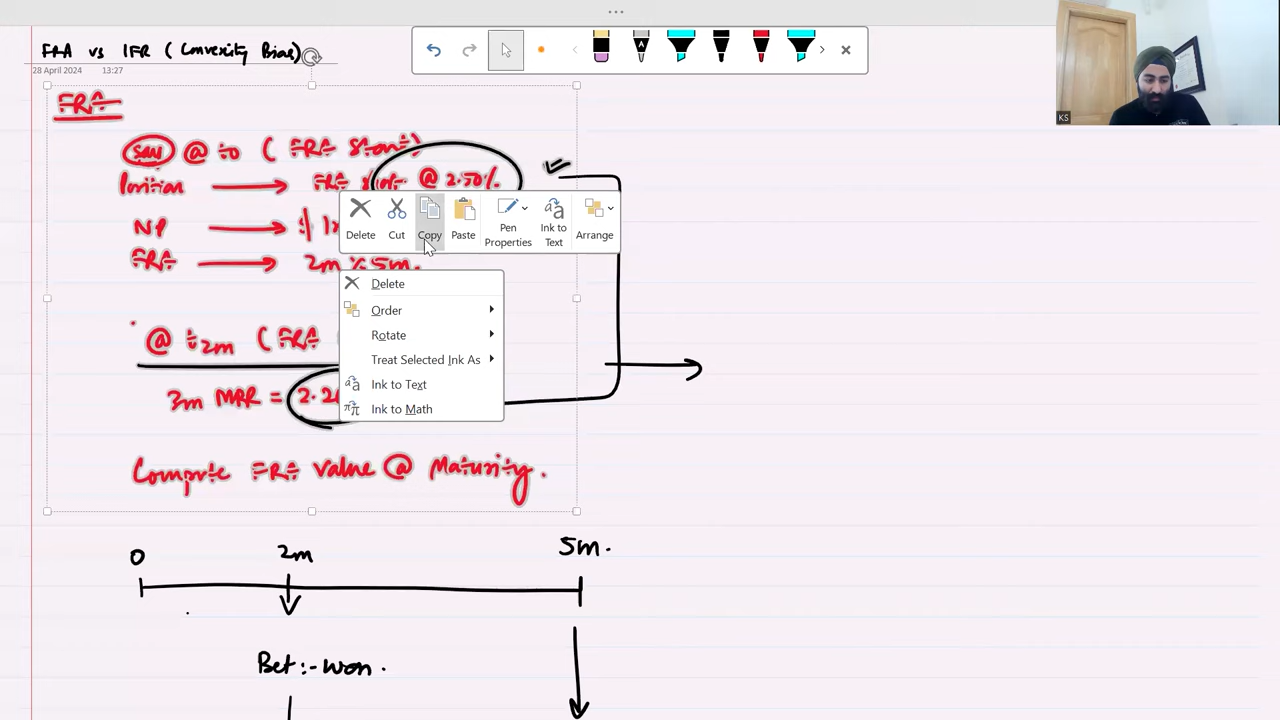 FRA vs IFR (Convexity Bias)
28 April 2024 13:27
FRA
Say @ to (FRA Start)
Position → FRA @ 2.50%
NP →
FRA → 2m × 5m.
@ t2m (FRA
3m MRR = 2.2
Compute FRA value @ Maturity.
Delete Cut Copy Paste Pen Properties Ink to Text Arrange
Delete
Order
Rotate
Treat Selected Ink As
Ink to Text
Ink to Math
0 2m 5m.
Bet :- won.
KS